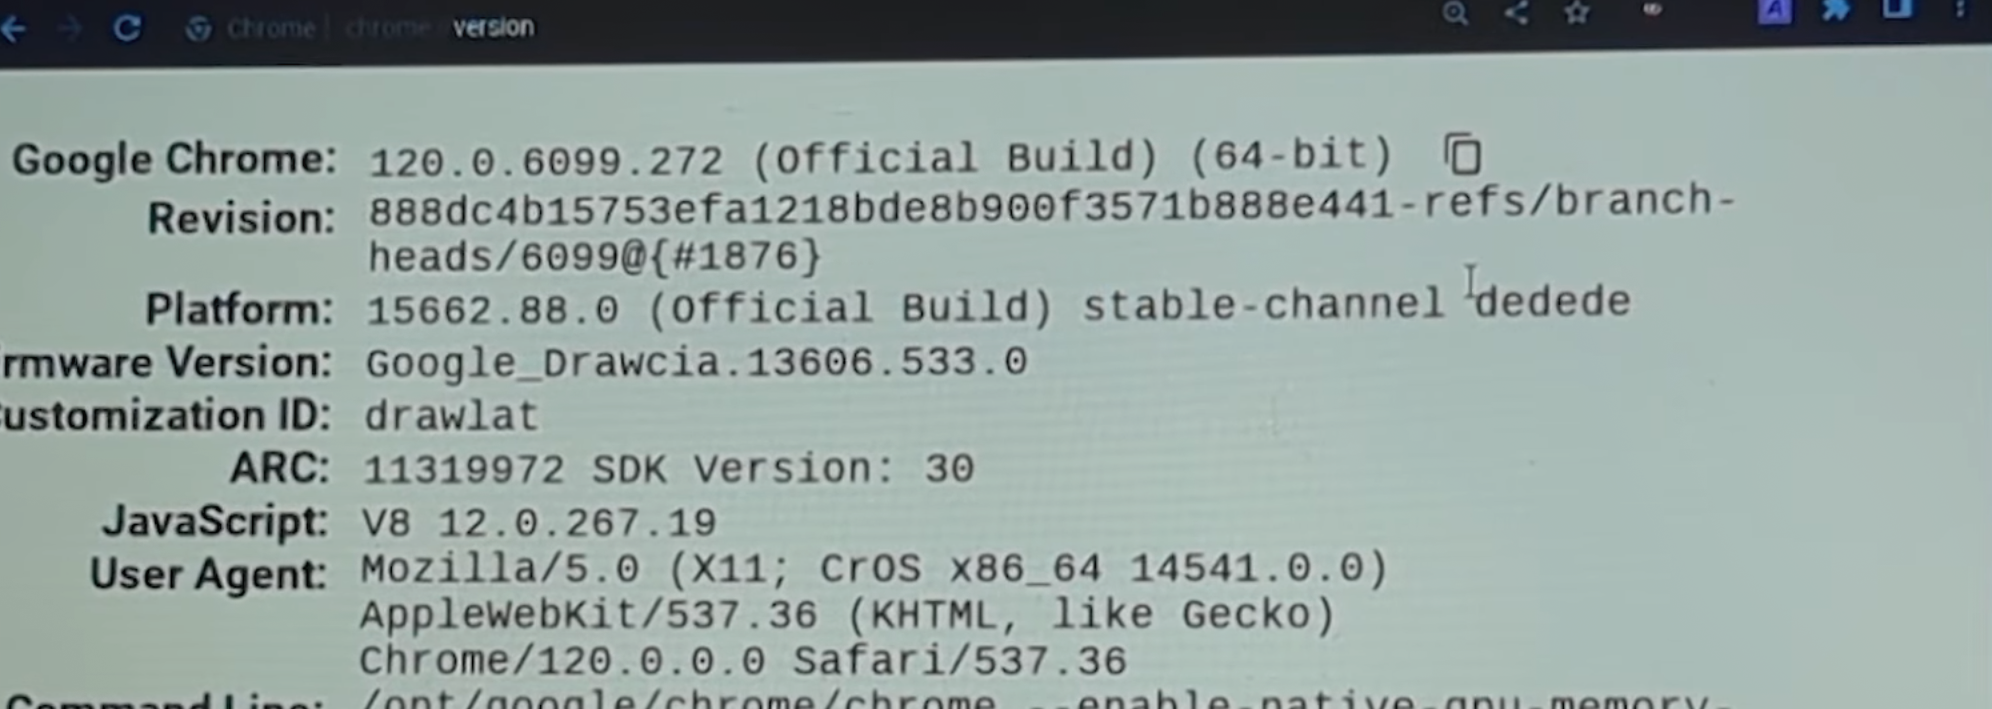 Chrome | chrome version
Google Chrome: 120.0.6099.272 (Official Build) (64-bit)
Revision: 888dc4b15753efa1218bde8b900f3571b888e441-refs/branch-
heads/6099@{#1876}
Platform: 15662.88.0 (Official Build) stable-channel dedede
rmware Version: Google_Drawcia.13606.533.0
ustomization ID: drawlat
ARC: 11319972 SDK Version: 30
JavaScript: V8 12.0.267.19
User Agent: Mozilla/5.0 (X11; CrOS x86_64 14541.0.0)
AppleWebKit/537.36 (KHTML, like Gecko)
Chrome/120.0.0.0 Safari/537.36
Command Line: /opt/google/chrome/chrome --enable-native-gpu-memory-